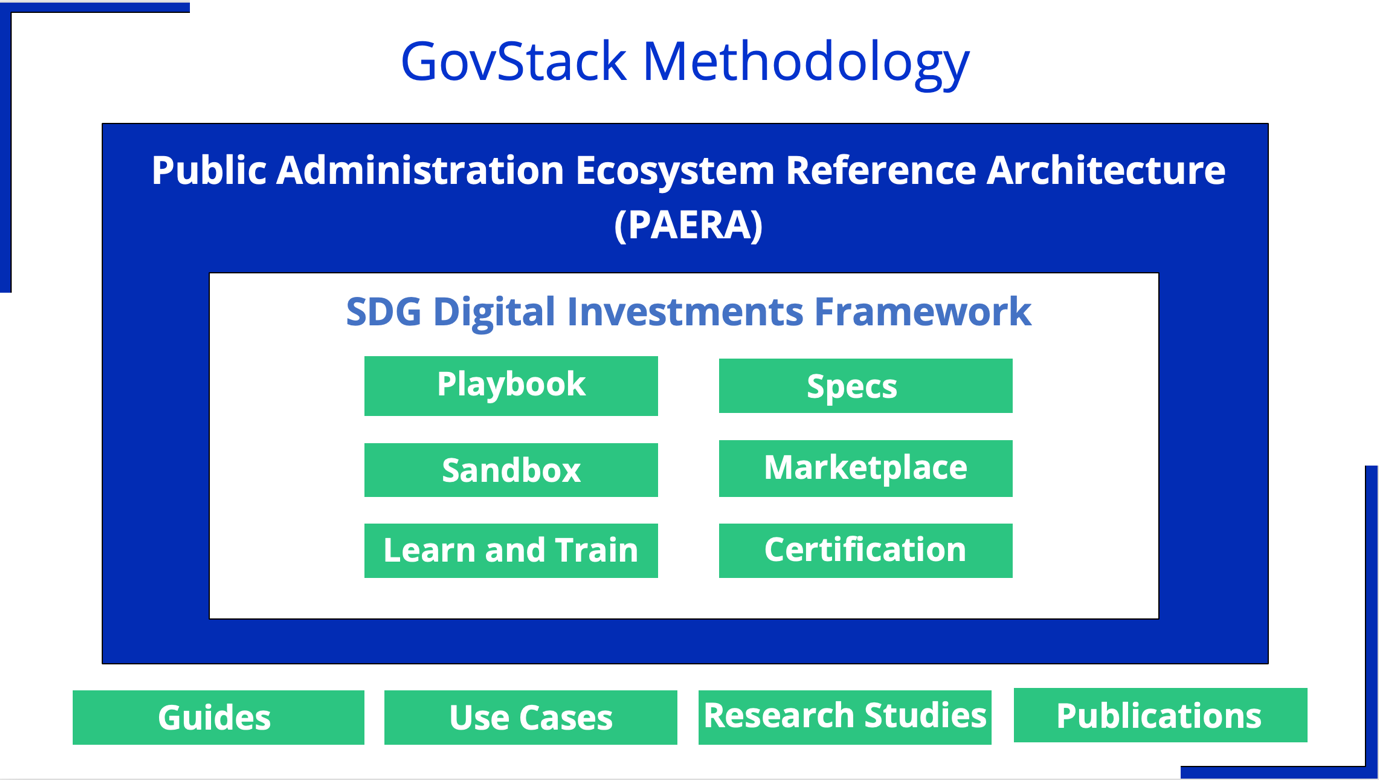 GovStack Methodology
Public Administration Ecosystem Reference Architecture
(PAERA)
SDG Digital Investments Framework
Playbook
Specs
Sandbox
Marketplace
Learn and Train
Certification
Guides
Use Cases
Research Studies
Publications